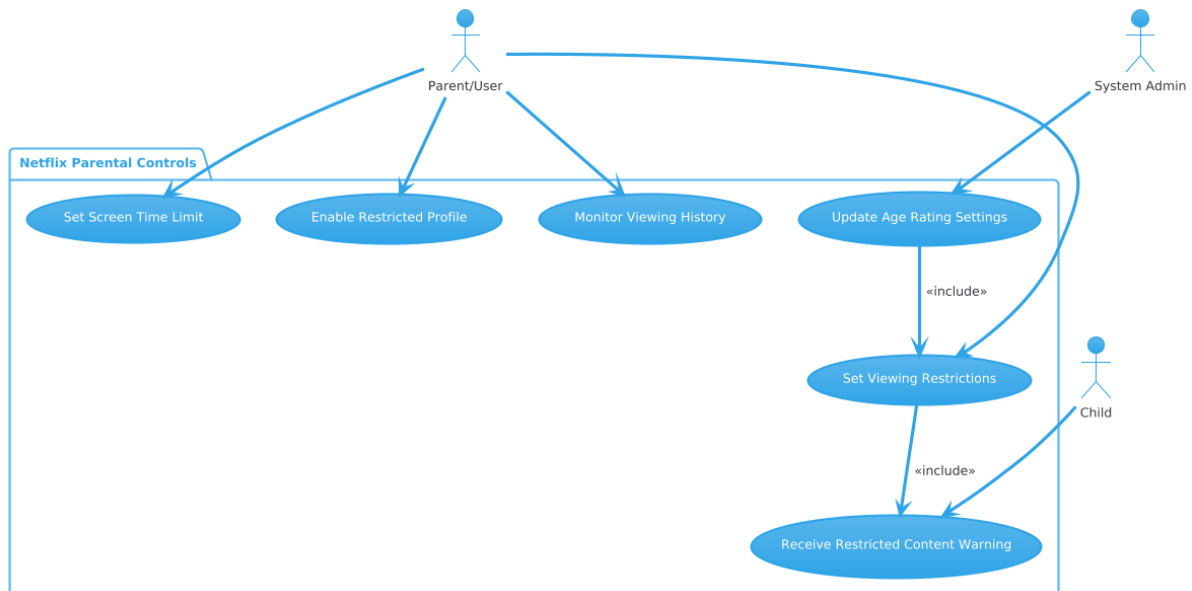 Parent/User
System Admin
Netflix Parental Controls
Set Screen Time Limit
Enable Restricted Profile
Monitor Viewing History
Update Age Rating Settings
«include»
Set Viewing Restrictions
Child
«include»
Receive Restricted Content Warning